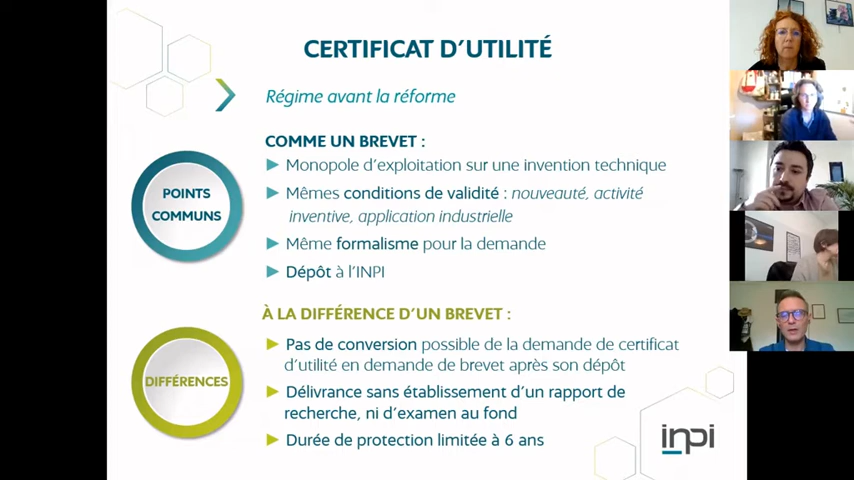 CERTIFICAT D'UTILITÉ
Régime avant la réforme
COMME UN BREVET :
Monopole d'exploitation sur une invention technique
Mêmes conditions de validité : nouveauté, activité
inventive, application industrielle
Même formalisme pour la demande
Dépôt à l'INPI
POINTS
COMMUNS
À LA DIFFÉRENCE D'UN BREVET :
Pas de conversion possible de la demande de certificat
d'utilité en demande de brevet après son dépôt
Délivrance sans établissement d'un rapport de
recherche, ni d'examen au fond
Durée de protection limitée à 6 ans
DIFFÉRENCES
inpi